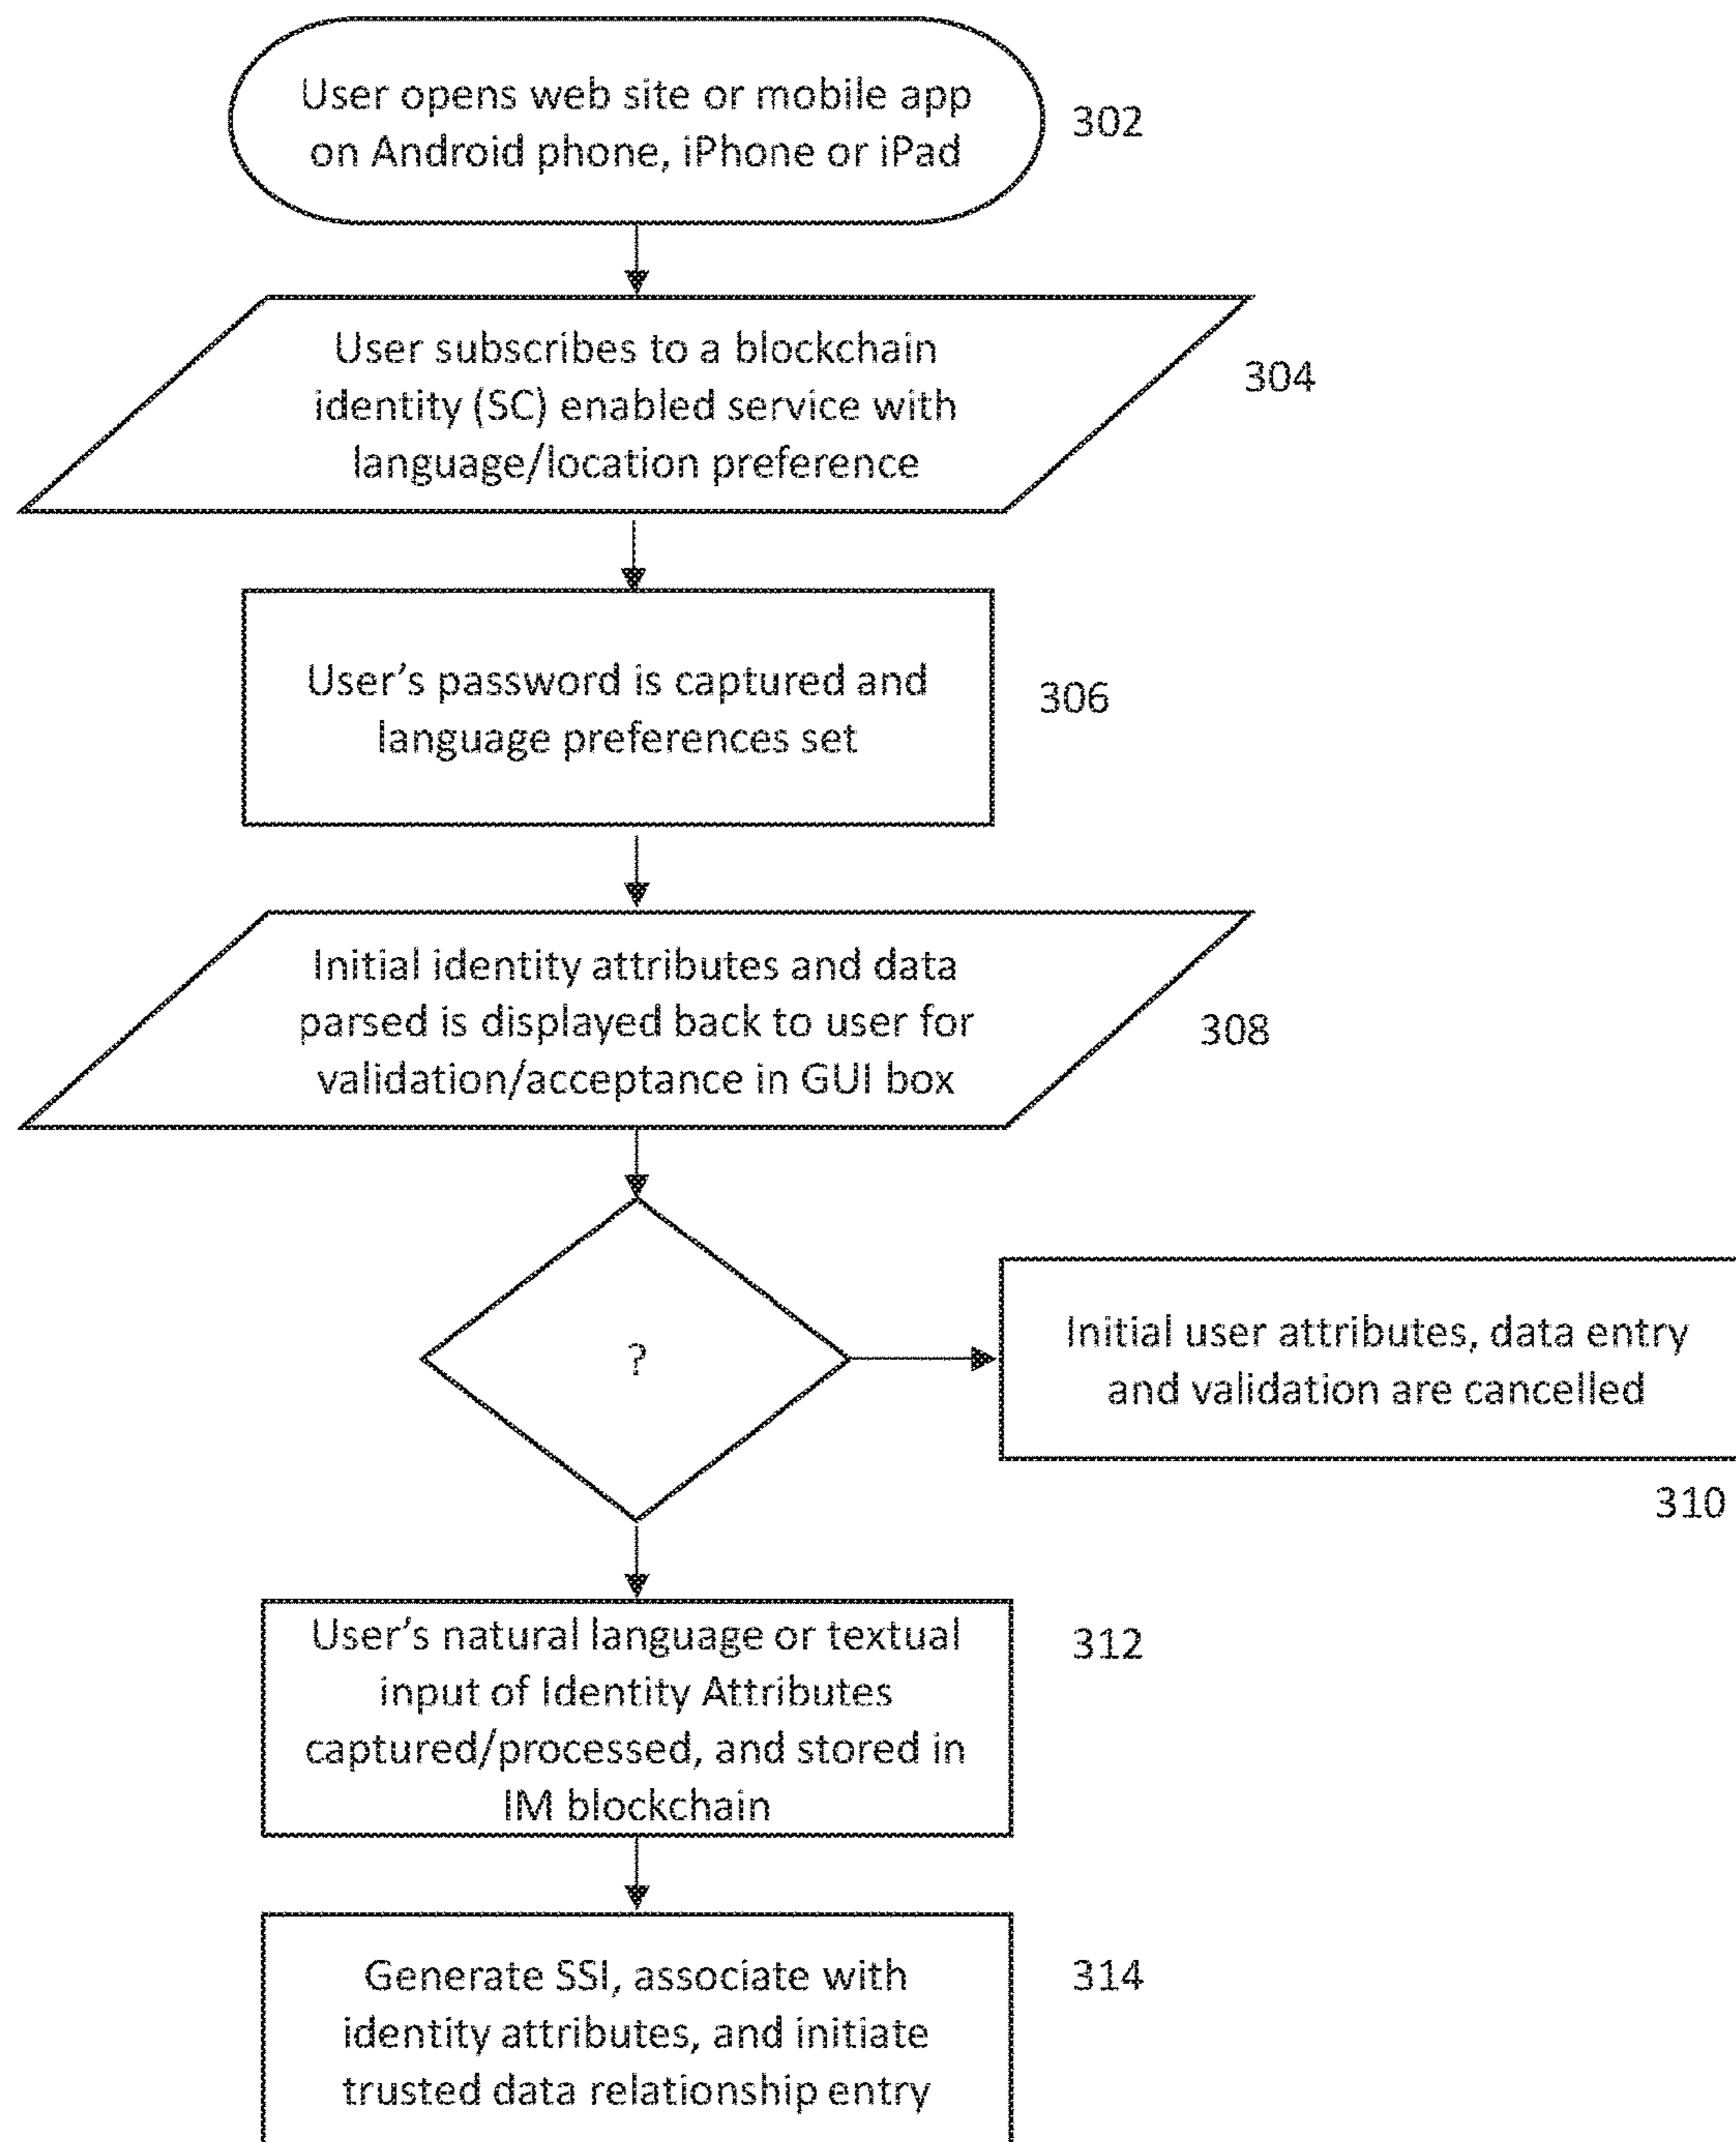 User opens web site or mobile app
on Android phone, iPhone or iPad
302
User subscribes to a blockchain
identity (SC) enabled service with
language/location preference
304
User's password is captured and
language preferences set
306
Initial identity attributes and data
parsed is displayed back to user for
validation/acceptance in GUI box
308
?
Initial user attributes, data entry
and validation are cancelled
310
User's natural language or textual
input of Identity Attributes
captured/processed, and stored in
IM blockchain
312
Generate SSI, associate with
identity attributes, and initiate
trusted data relationship entry
314